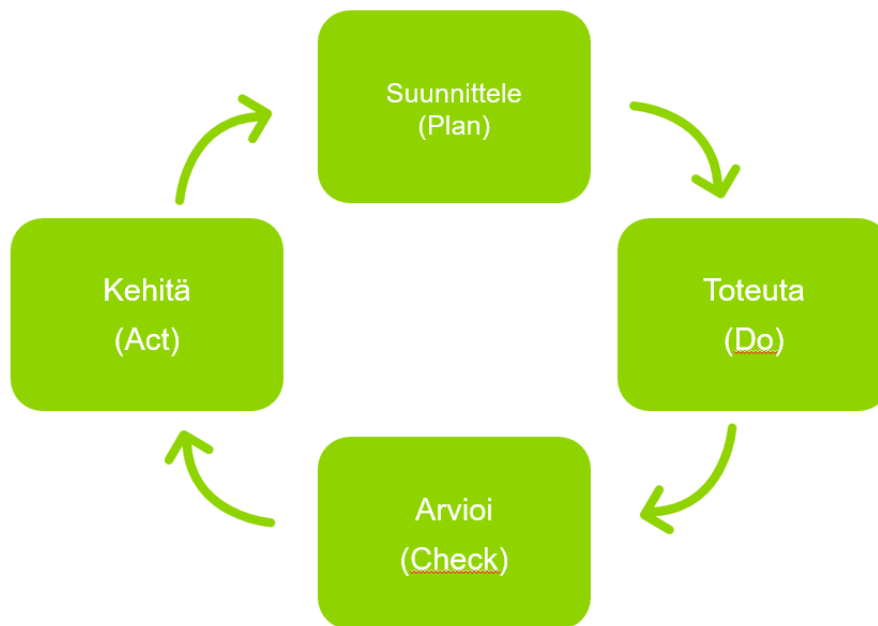 Suunnittele
(Plan)
Kehitä
(Act)
Toteuta
(Do)
Arvioi
(Check)